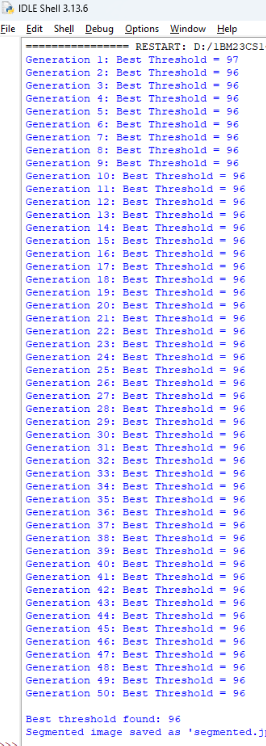 IDLE Shell 3.13.6
File Edit Shell Debug Options Window Help
================ RESTART: D:/1BM23CS1
Generation 1: Best Threshold = 97
Generation 2: Best Threshold = 96
Generation 3: Best Threshold = 96
Generation 4: Best Threshold = 96
Generation 5: Best Threshold = 96
Generation 6: Best Threshold = 96
Generation 7: Best Threshold = 96
Generation 8: Best Threshold = 96
Generation 9: Best Threshold = 96
Generation 10: Best Threshold = 96
Generation 11: Best Threshold = 96
Generation 12: Best Threshold = 96
Generation 13: Best Threshold = 96
Generation 14: Best Threshold = 96
Generation 15: Best Threshold = 96
Generation 16: Best Threshold = 96
Generation 17: Best Threshold = 96
Generation 18: Best Threshold = 96
Generation 19: Best Threshold = 96
Generation 20: Best Threshold = 96
Generation 21: Best Threshold = 96
Generation 22: Best Threshold = 96
Generation 23: Best Threshold = 96
Generation 24: Best Threshold = 96
Generation 25: Best Threshold = 96
Generation 26: Best Threshold = 96
Generation 27: Best Threshold = 96
Generation 28: Best Threshold = 96
Generation 29: Best Threshold = 96
Generation 30: Best Threshold = 96
Generation 31: Best Threshold = 96
Generation 32: Best Threshold = 96
Generation 33: Best Threshold = 96
Generation 34: Best Threshold = 96
Generation 35: Best Threshold = 96
Generation 36: Best Threshold = 96
Generation 37: Best Threshold = 96
Generation 38: Best Threshold = 96
Generation 39: Best Threshold = 96
Generation 40: Best Threshold = 96
Generation 41: Best Threshold = 96
Generation 42: Best Threshold = 96
Generation 43: Best Threshold = 96
Generation 44: Best Threshold = 96
Generation 45: Best Threshold = 96
Generation 46: Best Threshold = 96
Generation 47: Best Threshold = 96
Generation 48: Best Threshold = 96
Generation 49: Best Threshold = 96
Generation 50: Best Threshold = 96
Best threshold found: 96
Segmented image saved as 'segmented.j
>>>